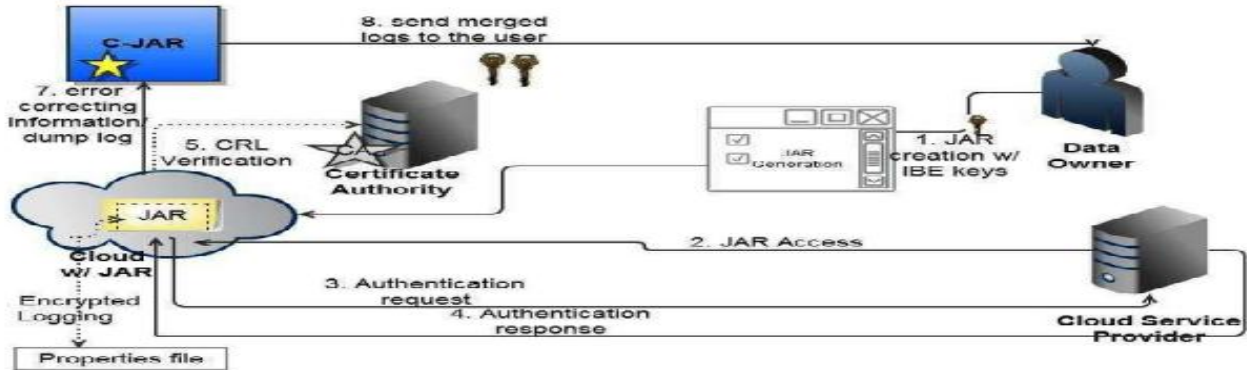 C-JAR
8. send merged
logs to the user
7. error
correcting
information/
dump log
5. CRL
Verification
Certificate
Authority
JAR
Generation
1. JAR
creation w/
IBE keys
Data
Owner
JAR
Cloud
w/ JAR
2. JAR Access
3. Authentication
request
4. Authentication
response
Cloud Service
Provider
Encrypted
Logging
Properties file